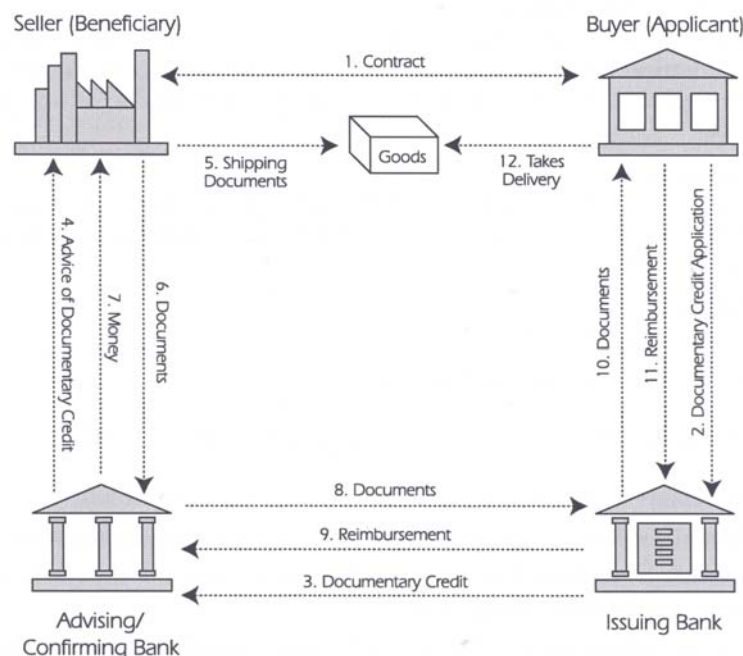 Seller (Beneficiary)
Buyer (Applicant)
1. Contract
Goods
5. Shipping
Documents
12. Takes
Delivery
4. Advice of Documentary Credit
7. Money
6. Documents
10. Documents
11. Reimbursement
2. Documentary Credit Application
8. Documents
9. Reimbursement
3. Documentary Credit
Advising/
Confirming Bank
Issuing Bank